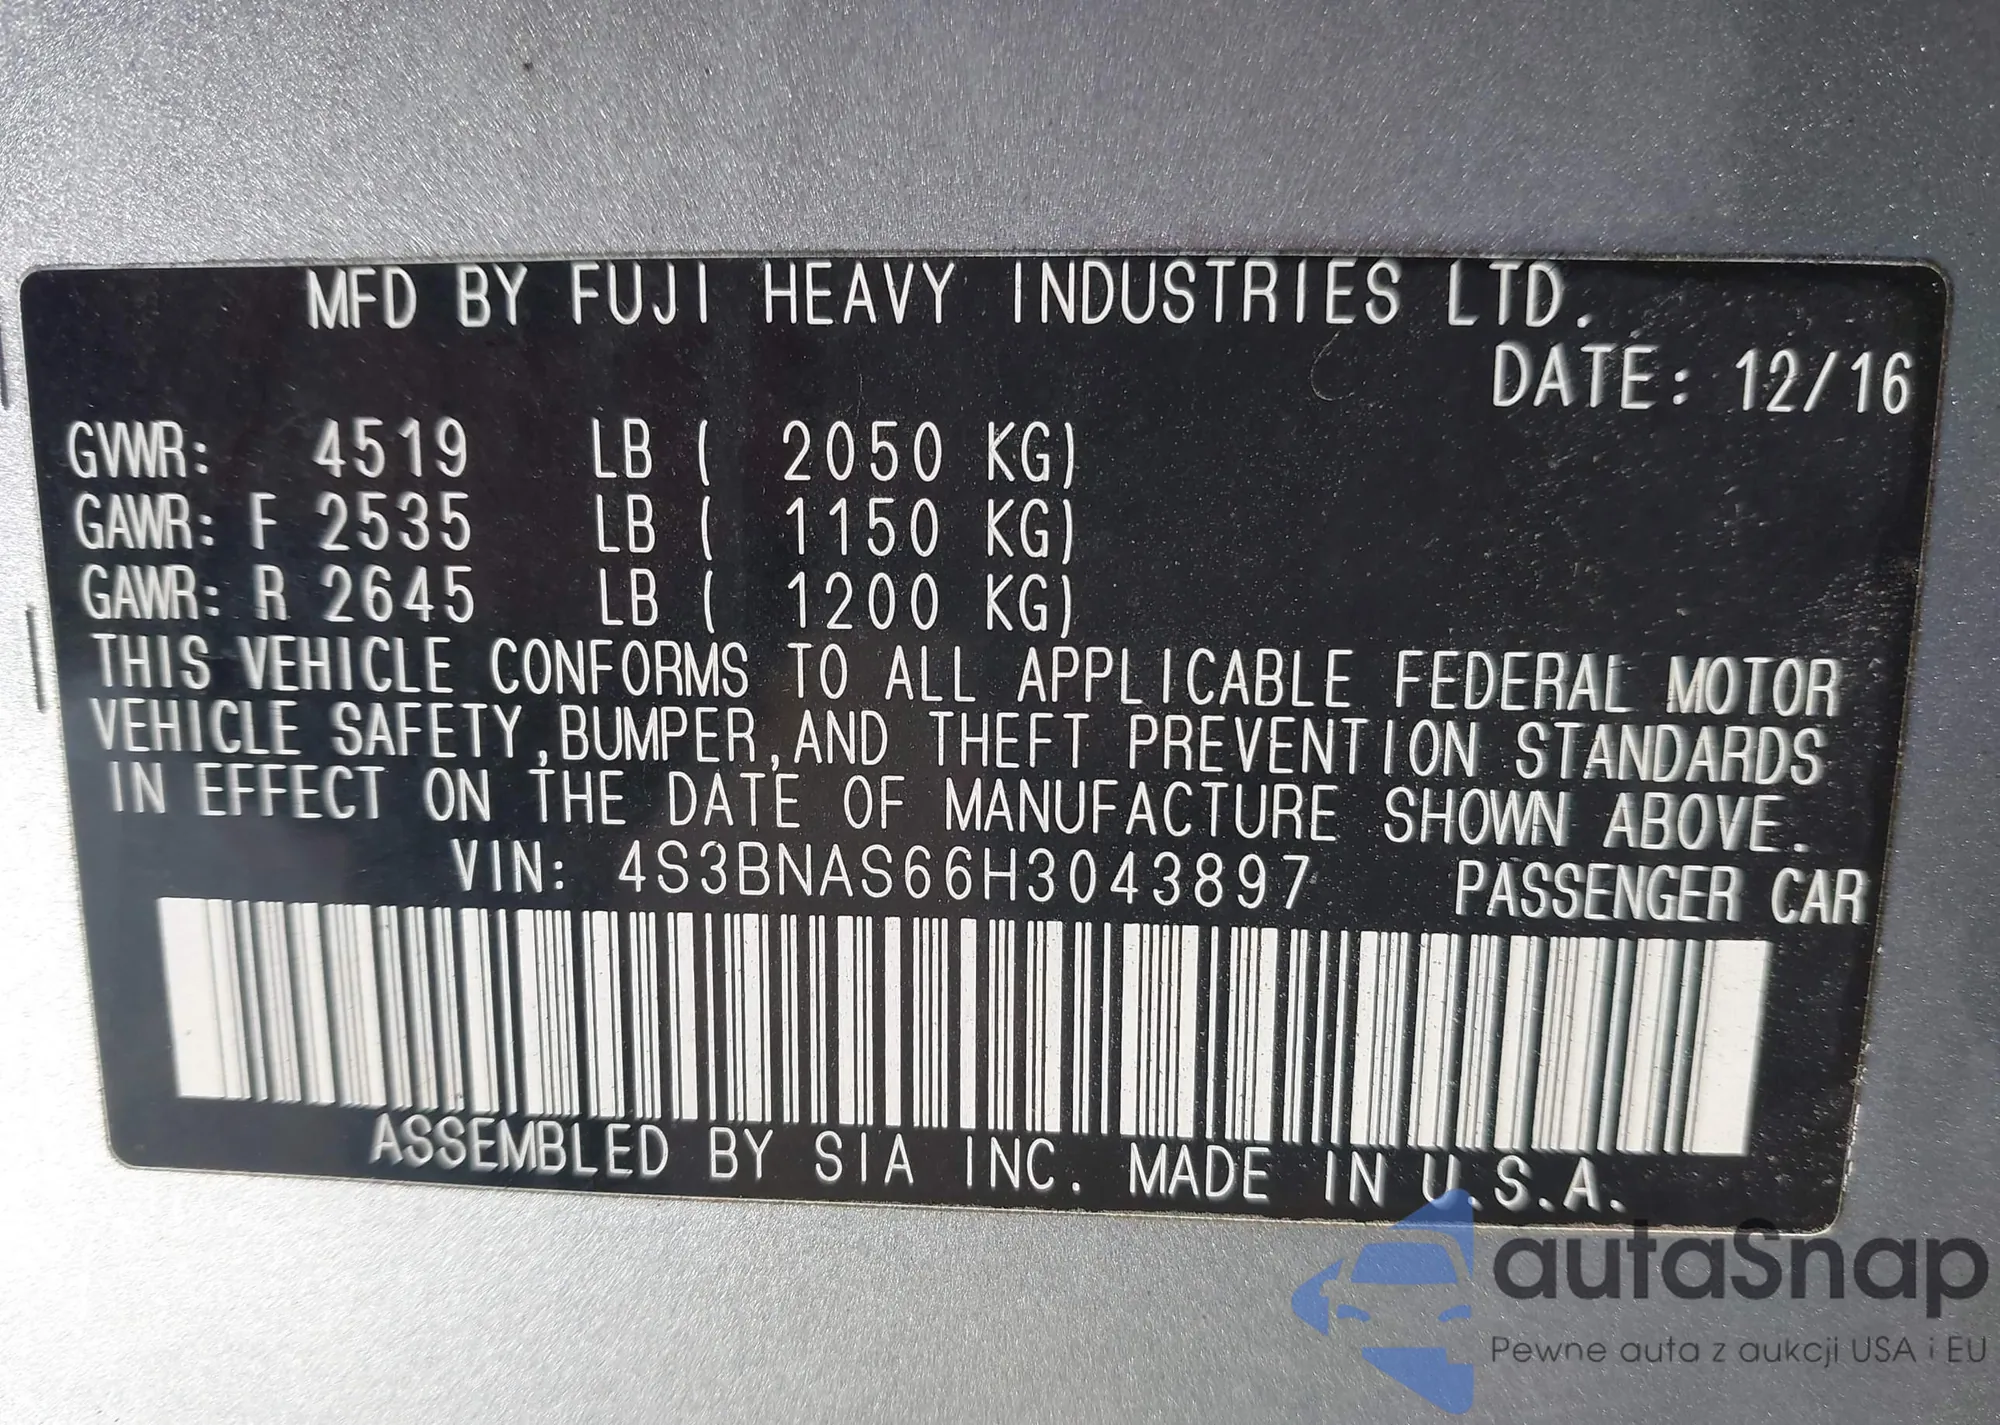 MFD BY FUJI HEAVY INDUSTRIES LTD.
DATE: 12/16
GVWR: 4519 LB ( 2050 KG)
GAWR: F 2535 LB ( 1150 KG)
GAWR: R 2645 LB ( 1200 KG)
THIS VEHICLE CONFORMS TO ALL APPLICABLE FEDERAL MOTOR
VEHICLE SAFETY,BUMPER,AND THEFT PREVENTION STANDARDS
IN EFFECT ON THE DATE OF MANUFACTURE SHOWN ABOVE.
VIN: 4S3BNAS66H3043897 PASSENGER CAR
ASSEMBLED BY SIA INC. MADE IN U.S.A.
autaSnap
Pewne auta z aukcji USA i EU